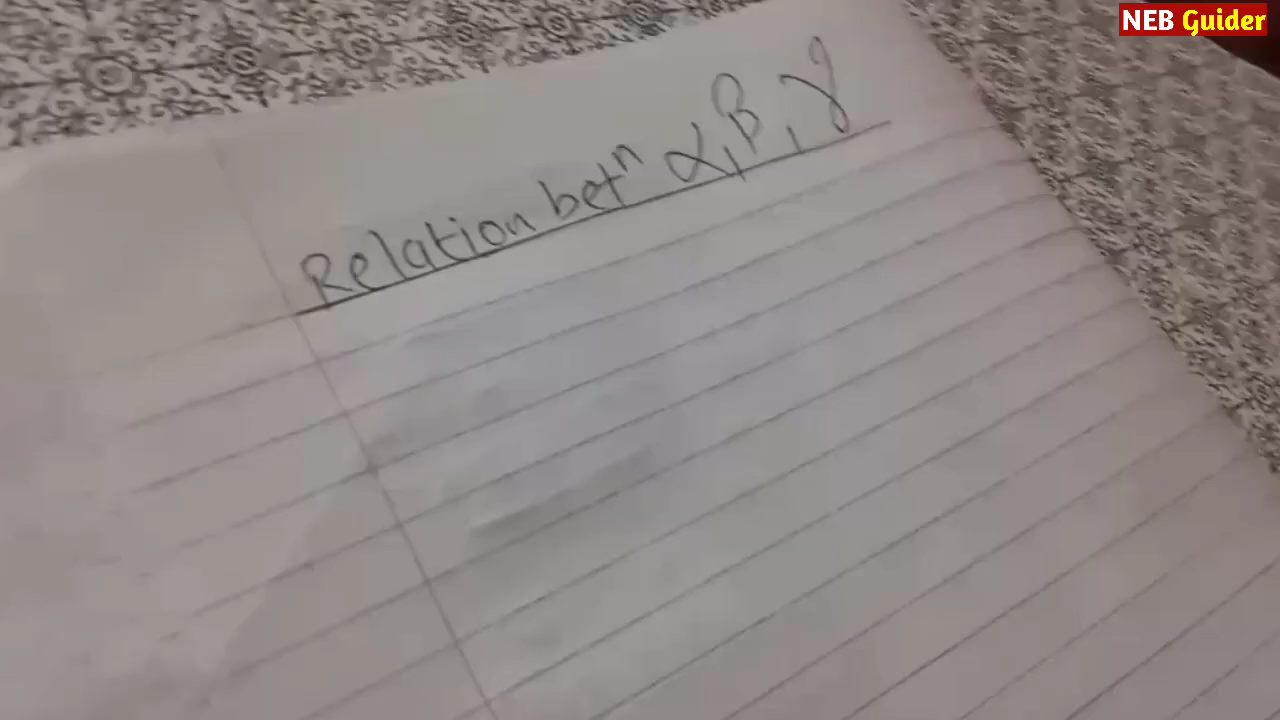 NEB Guider
Relation betⁿ α, β, γ